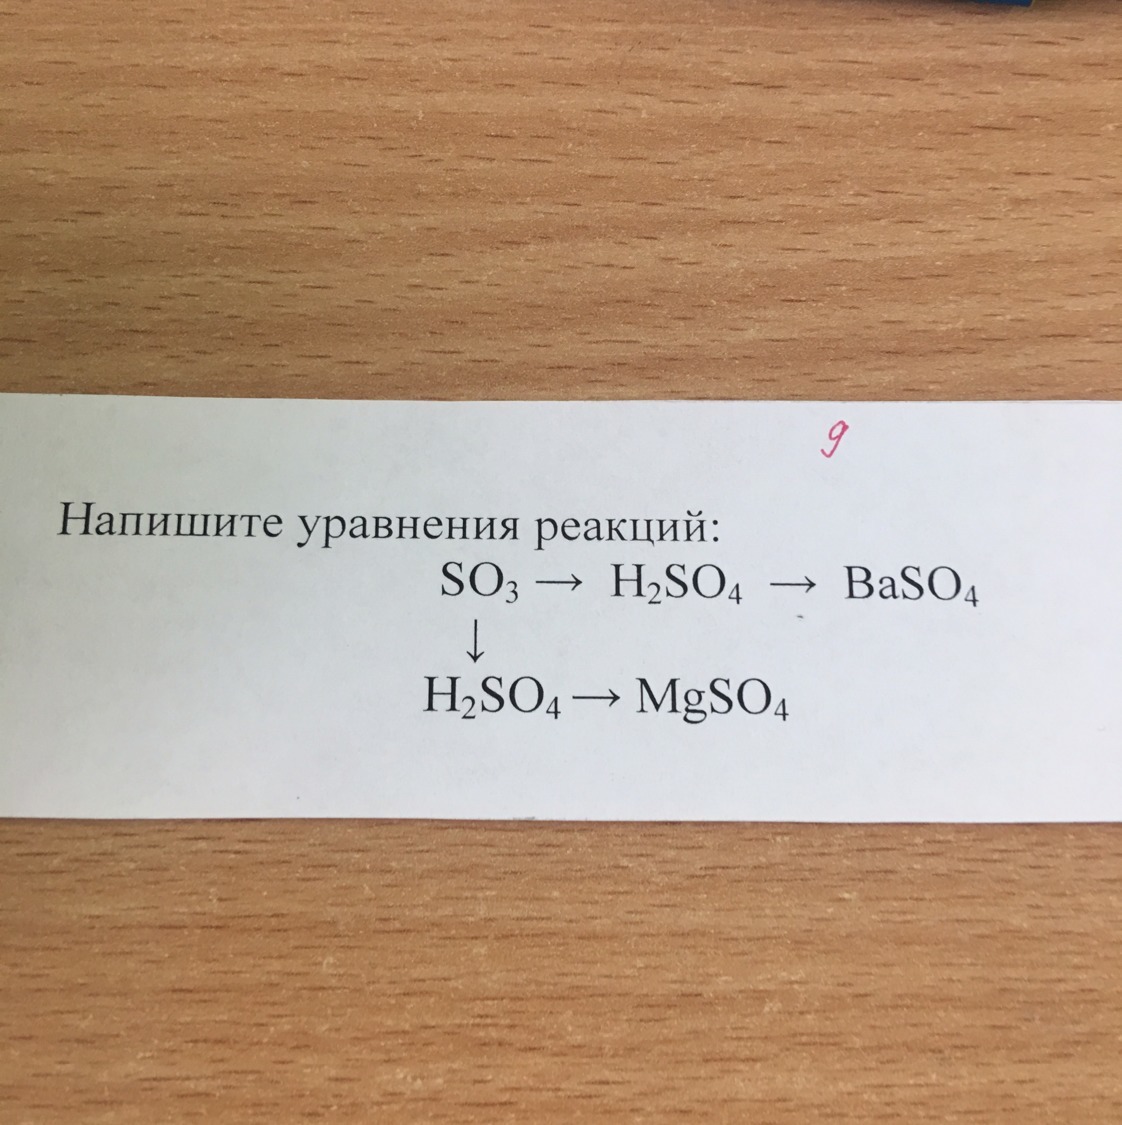 9
Напишите уравнения реакций:
SO₃ → H₂SO₄ → BaSO₄
↓
H₂SO₄ → MgSO₄